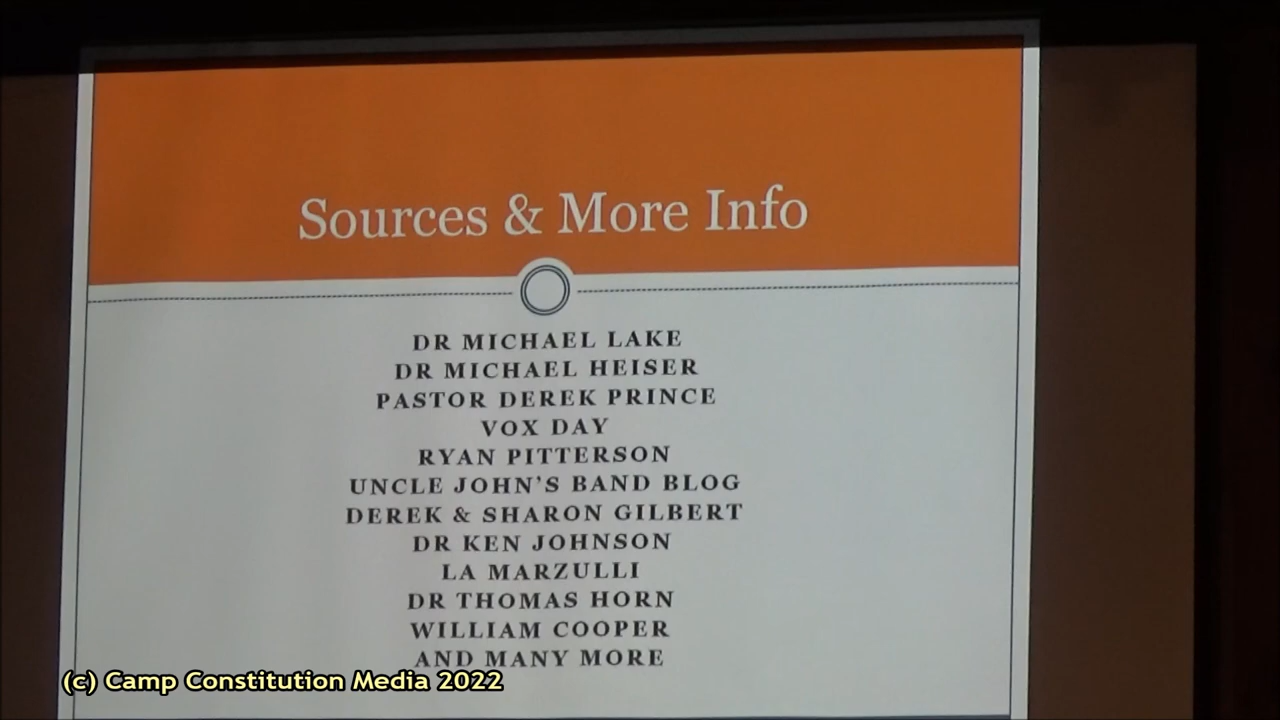 Sources & More Info
DR MICHAEL LAKE
DR MICHAEL HEISER
PASTOR DEREK PRINCE
VOX DAY
RYAN PITTERSON
UNCLE JOHN'S BAND BLOG
DEREK & SHARON GILBERT
DR KEN JOHNSON
LA MARZULLI
DR THOMAS HORN
WILLIAM COOPER
AND MANY MORE
(c) Camp Constitution Media 2022